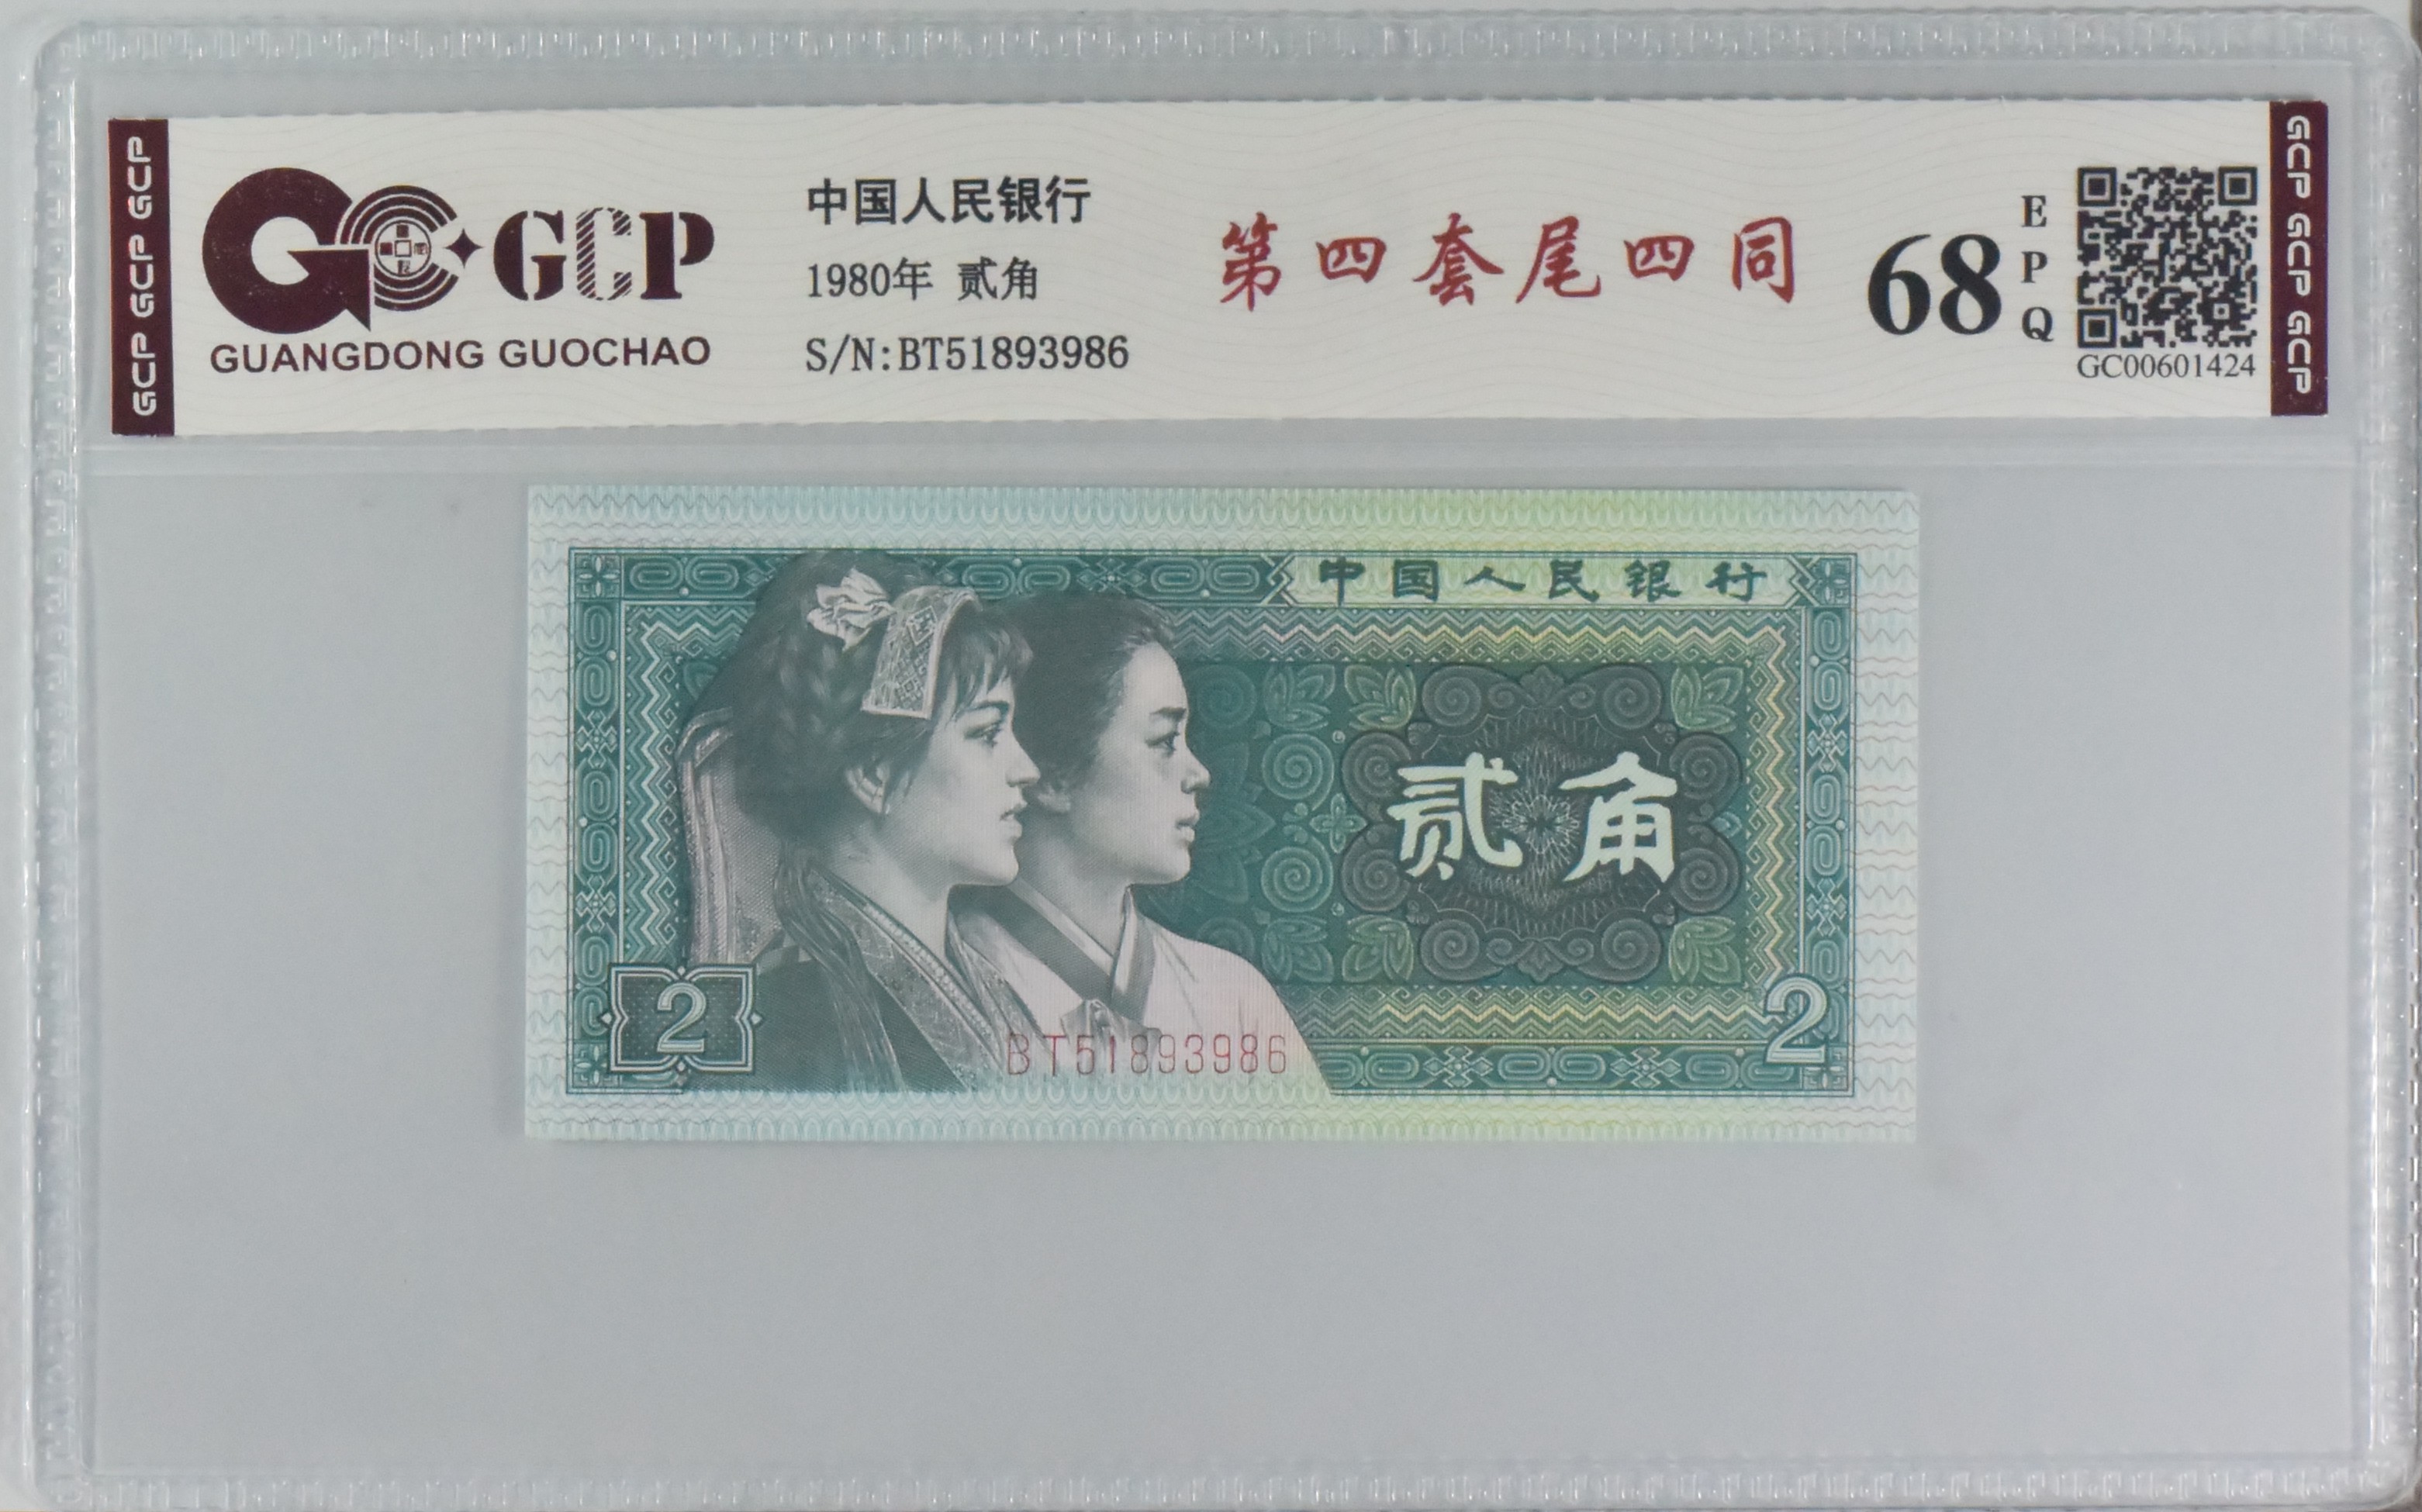 GCP GCP GCP
GCP
GUANGDONG GUOCHAO
中国人民银行
1980年 贰角
S/N:BT51893986
第四套尾四同
68
EPQ
GC00601424
GCP GCP GCP
中国人民银行
贰角
2
BT51893986
2